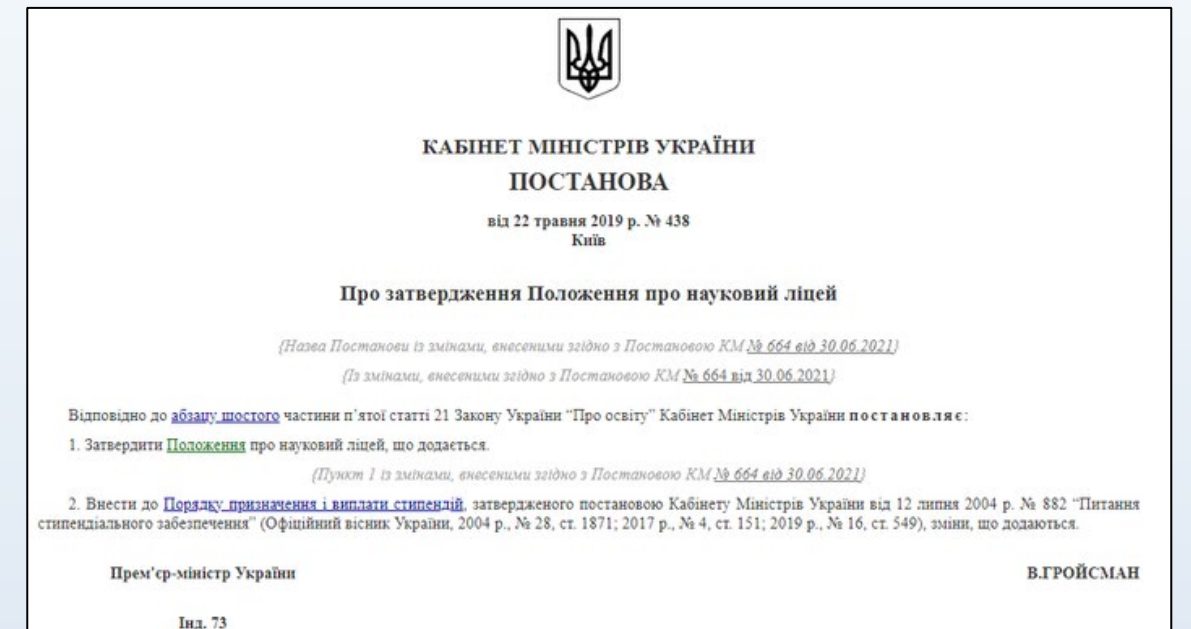 КАБІНЕТ МІНІСТРІВ УКРАЇНИ
ПОСТАНОВА
від 22 травня 2019 р. № 438
Київ
Про затвердження Положення про науковий ліцей
{Назва Постанови із змінами, внесеними згідно з Постановою КМ № 664 від 30.06.2021}
{Із змінами, внесеними згідно з Постановою КМ № 664 від 30.06.2021}
Відповідно до абзацу шостого частини п’ятої статті 21 Закону України “Про освіту” Кабінет Міністрів України постановляє:
1. Затвердити Положення про науковий ліцей, що додається.
{Пункт 1 із змінами, внесеними згідно з Постановою КМ № 664 від 30.06.2021}
2. Внести до Порядку призначення і виплати стипендій, затвердженого постановою Кабінету Міністрів України від 12 липня 2004 р. № 882 “Питання
стипендіального забезпечення” (Офіційний вісник України, 2004 р., № 28, ст. 1871; 2017 р., № 4, ст. 151; 2019 р., № 16, ст. 549), зміни, що додаються.
Прем'єр-міністр України В.ГРОЙСМАН
Інд. 73